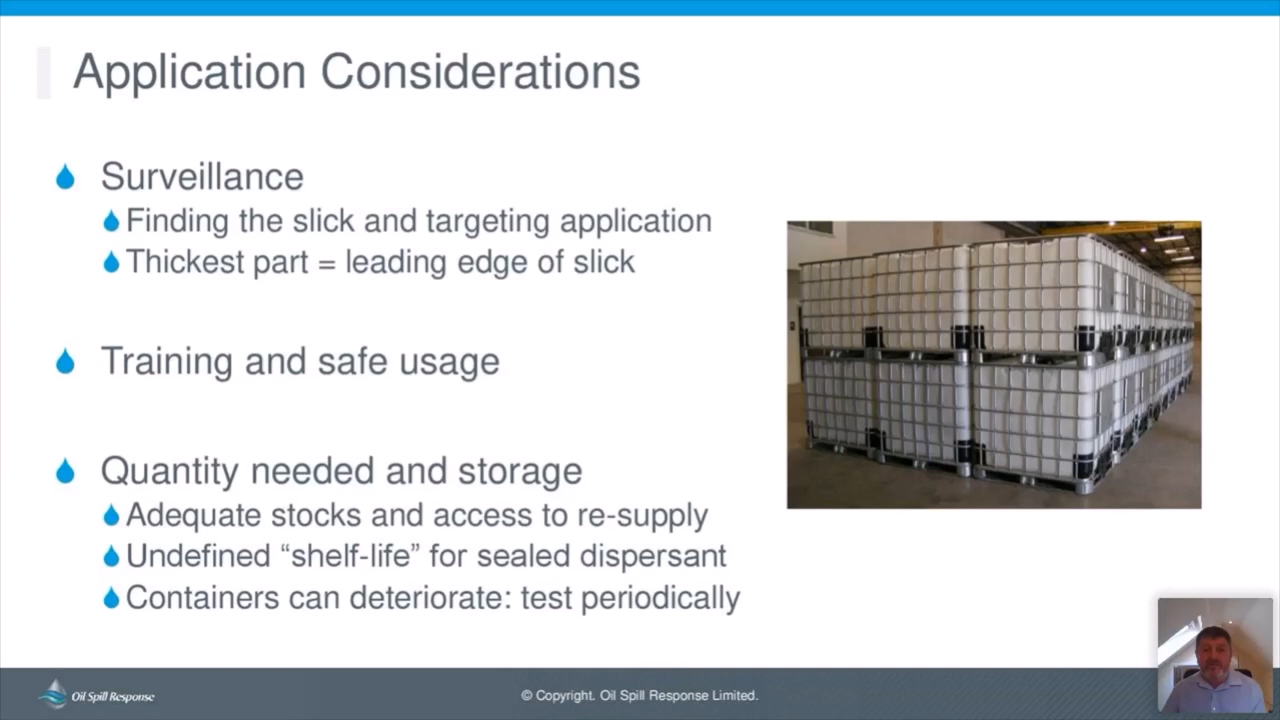 Application Considerations
Surveillance
Finding the slick and targeting application
Thickest part = leading edge of slick
Training and safe usage
Quantity needed and storage
Adequate stocks and access to re-supply
Undefined “shelf-life” for sealed dispersant
Containers can deteriorate: test periodically
Oil Spill Response
© Copyright. Oil Spill Response Limited.